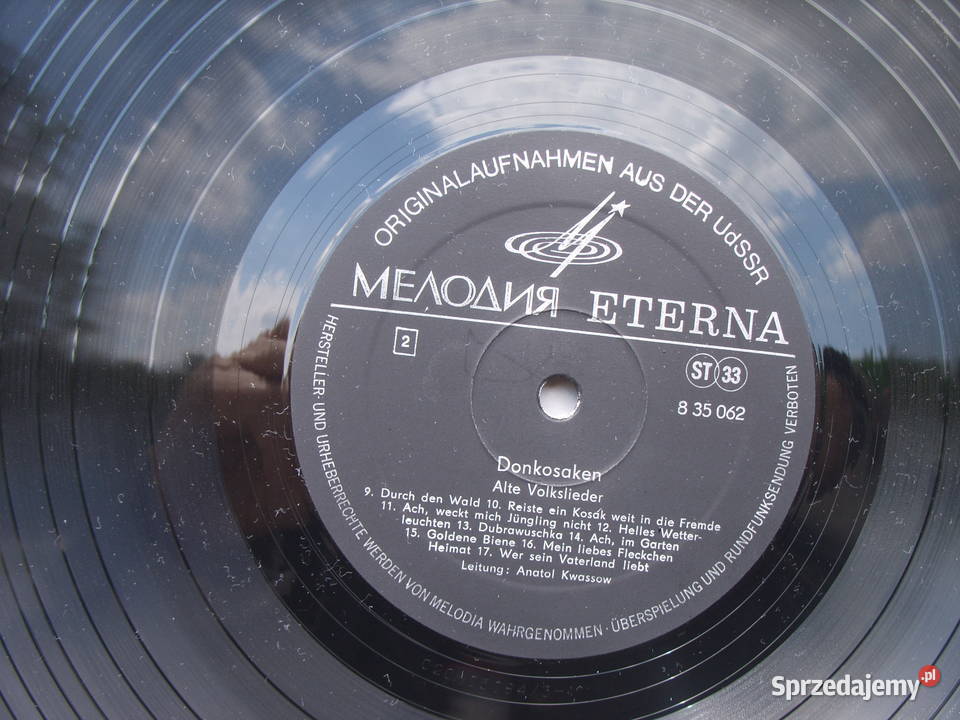 ORIGINALAUFNAHMEN AUS DER UdSSR
МЕЛОДИЯ ETERNA
2
ST 33
8 35 062
Donkosaken
Alte Volkslieder
9. Durch den Wald 10. Reiste ein Kosak weit in die Fremde
11. Ach, weckt mich Jüngling nicht 12. Helles Wetter-
leuchten 13. Dubrawuschka 14. Ach, im Garten
15. Goldene Biene 16. Mein liebes Fleckchen
Heimat 17. Wer sein Vaterland liebt
Leitung: Anatol Kwassow
HERSTELLER- UND URHEBERRECHTE WERDEN VON MELODIA WAHRGENOMMEN · ÜBERSPIELUNG UND RUNDFUNKSENDUNG VERBOTEN
Sprzedajemy.pl